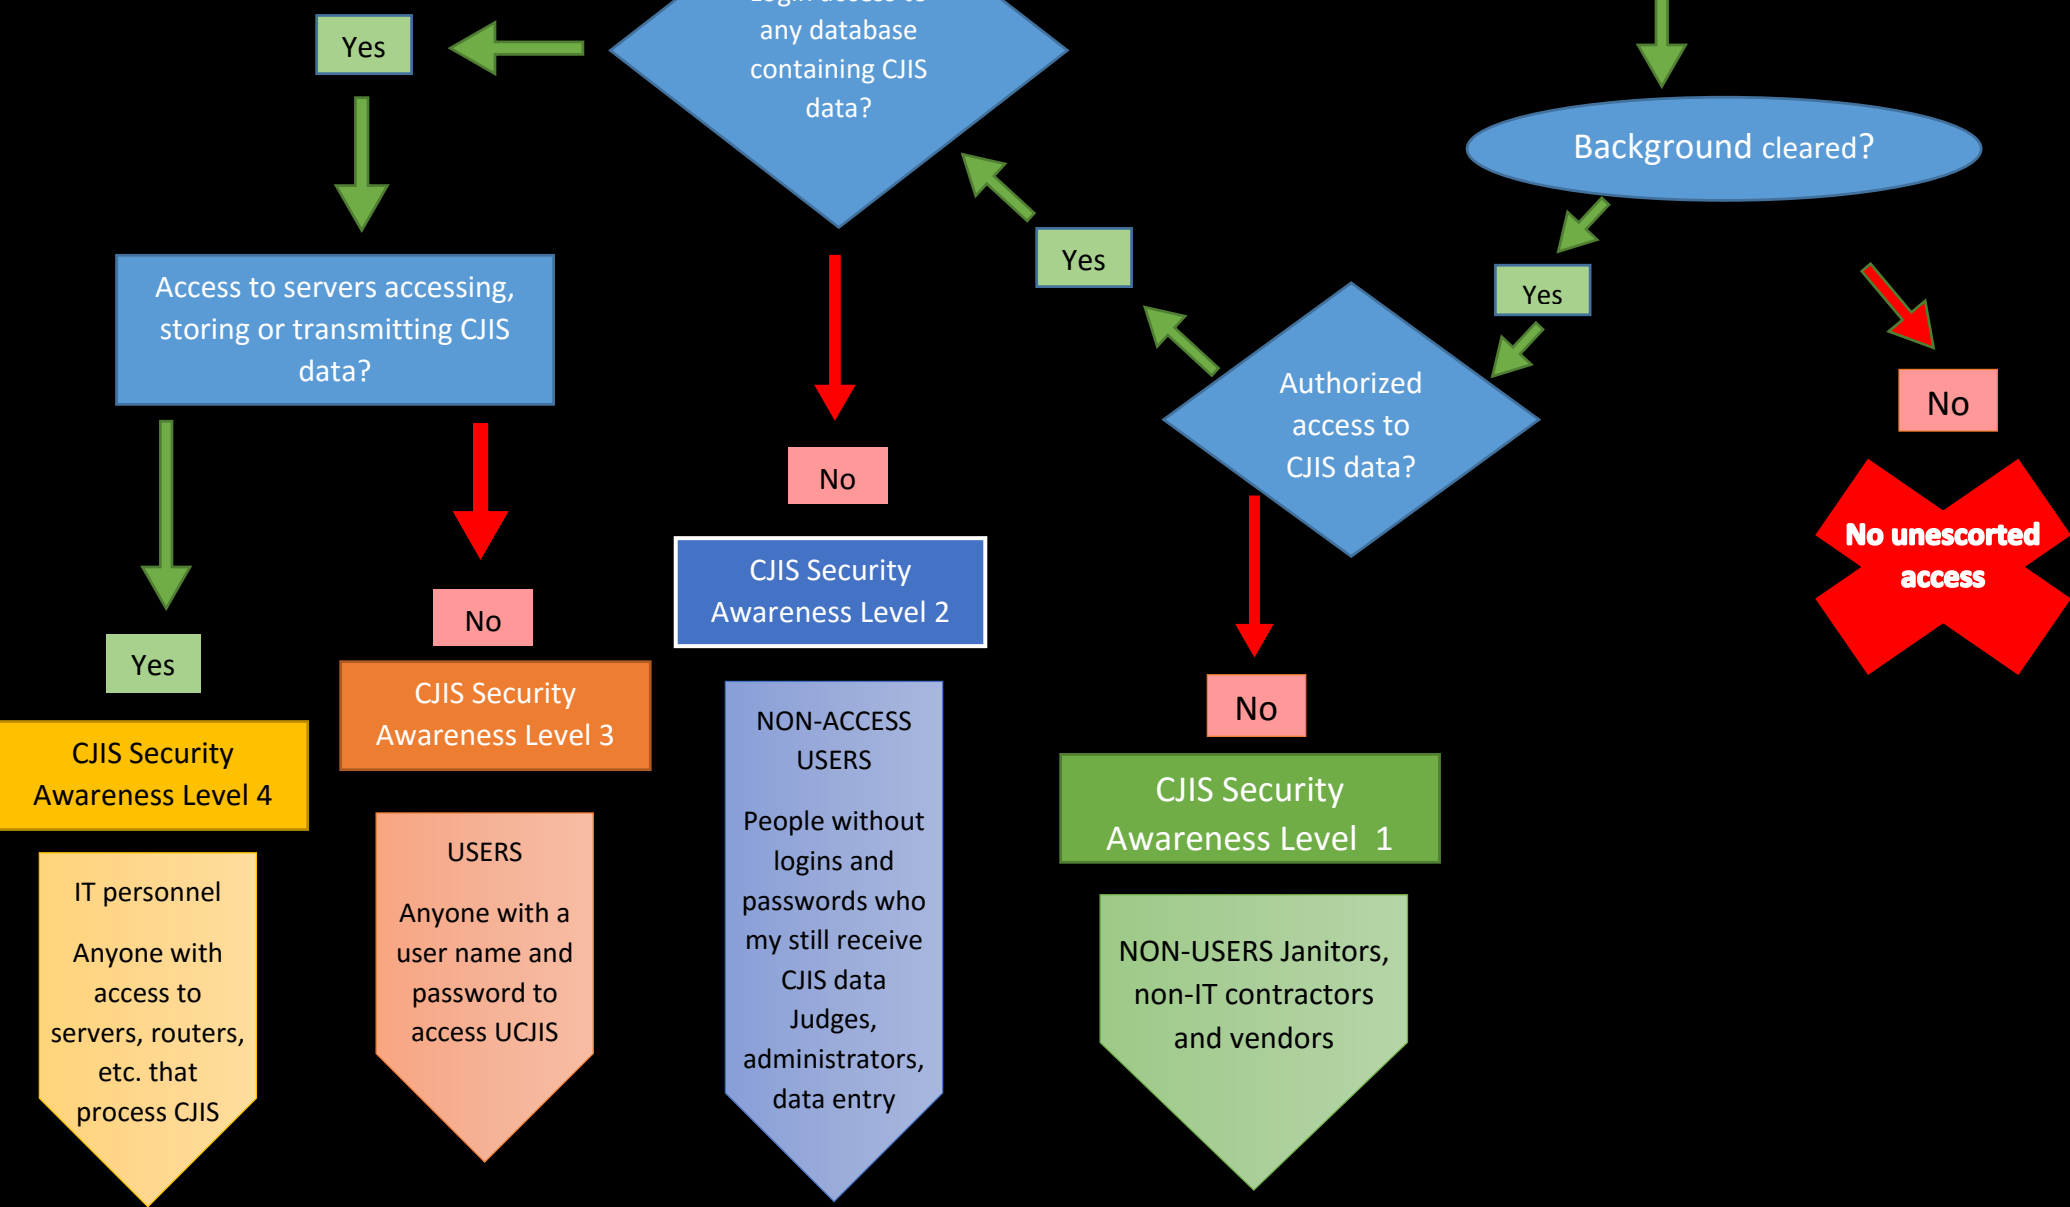 Login access to
any database
containing CJIS
data?
Yes
Background cleared?
Yes
Yes
No
Access to servers accessing,
storing or transmitting CJIS
data?
Authorized
access to
CJIS data?
No
No unescorted
access
No
CJIS Security
Awareness Level 2
No
CJIS Security
Awareness Level 3
Yes
CJIS Security
Awareness Level 4
No
CJIS Security
Awareness Level 1
IT personnel
Anyone with
access to
servers, routers,
etc. that
process CJIS
USERS
Anyone with a
user name and
password to
access UCJIS
NON-ACCESS
USERS
People without
logins and
passwords who
my still receive
CJIS data
Judges,
administrators,
data entry
NON-USERS Janitors,
non-IT contractors
and vendors